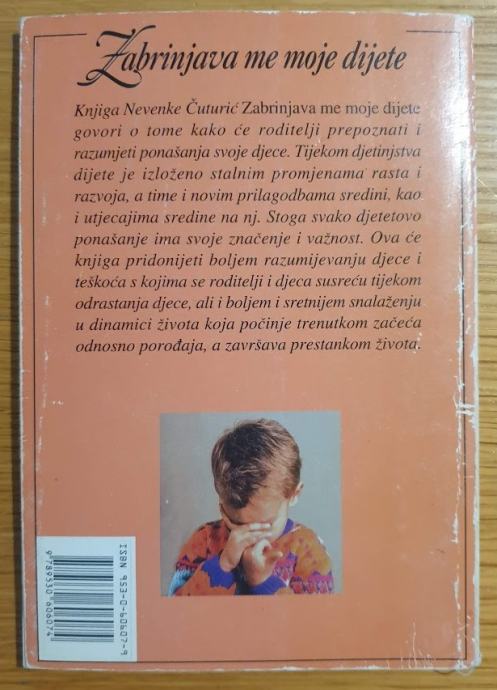 Zabrinjava me moje dijete
Knjiga Nevenke Čuturić Zabrinjava me moje dijete
govori o tome kako će roditelji prepoznati i
razumjeti ponašanja svoje djece. Tijekom djetinjstva
dijete je izloženo stalnim promjenama rasta i
razvoja, a time i novim prilagodbama sredini, kao
i utjecajima sredine na nj. Stoga svako djetetovo
ponašanje ima svoje značenje i važnost. Ova će
knjiga pridonijeti boljem razumijevanju djece i
teškoća s kojima se roditelji i djeca susreću tijekom
odrastanja djece, ali i boljem i sretnijem snalaženju
u dinamici života koja počinje trenutkom začeća
odnosno porođaja, a završava prestankom života.
ISBN 953-0-60607-9
9789530606074